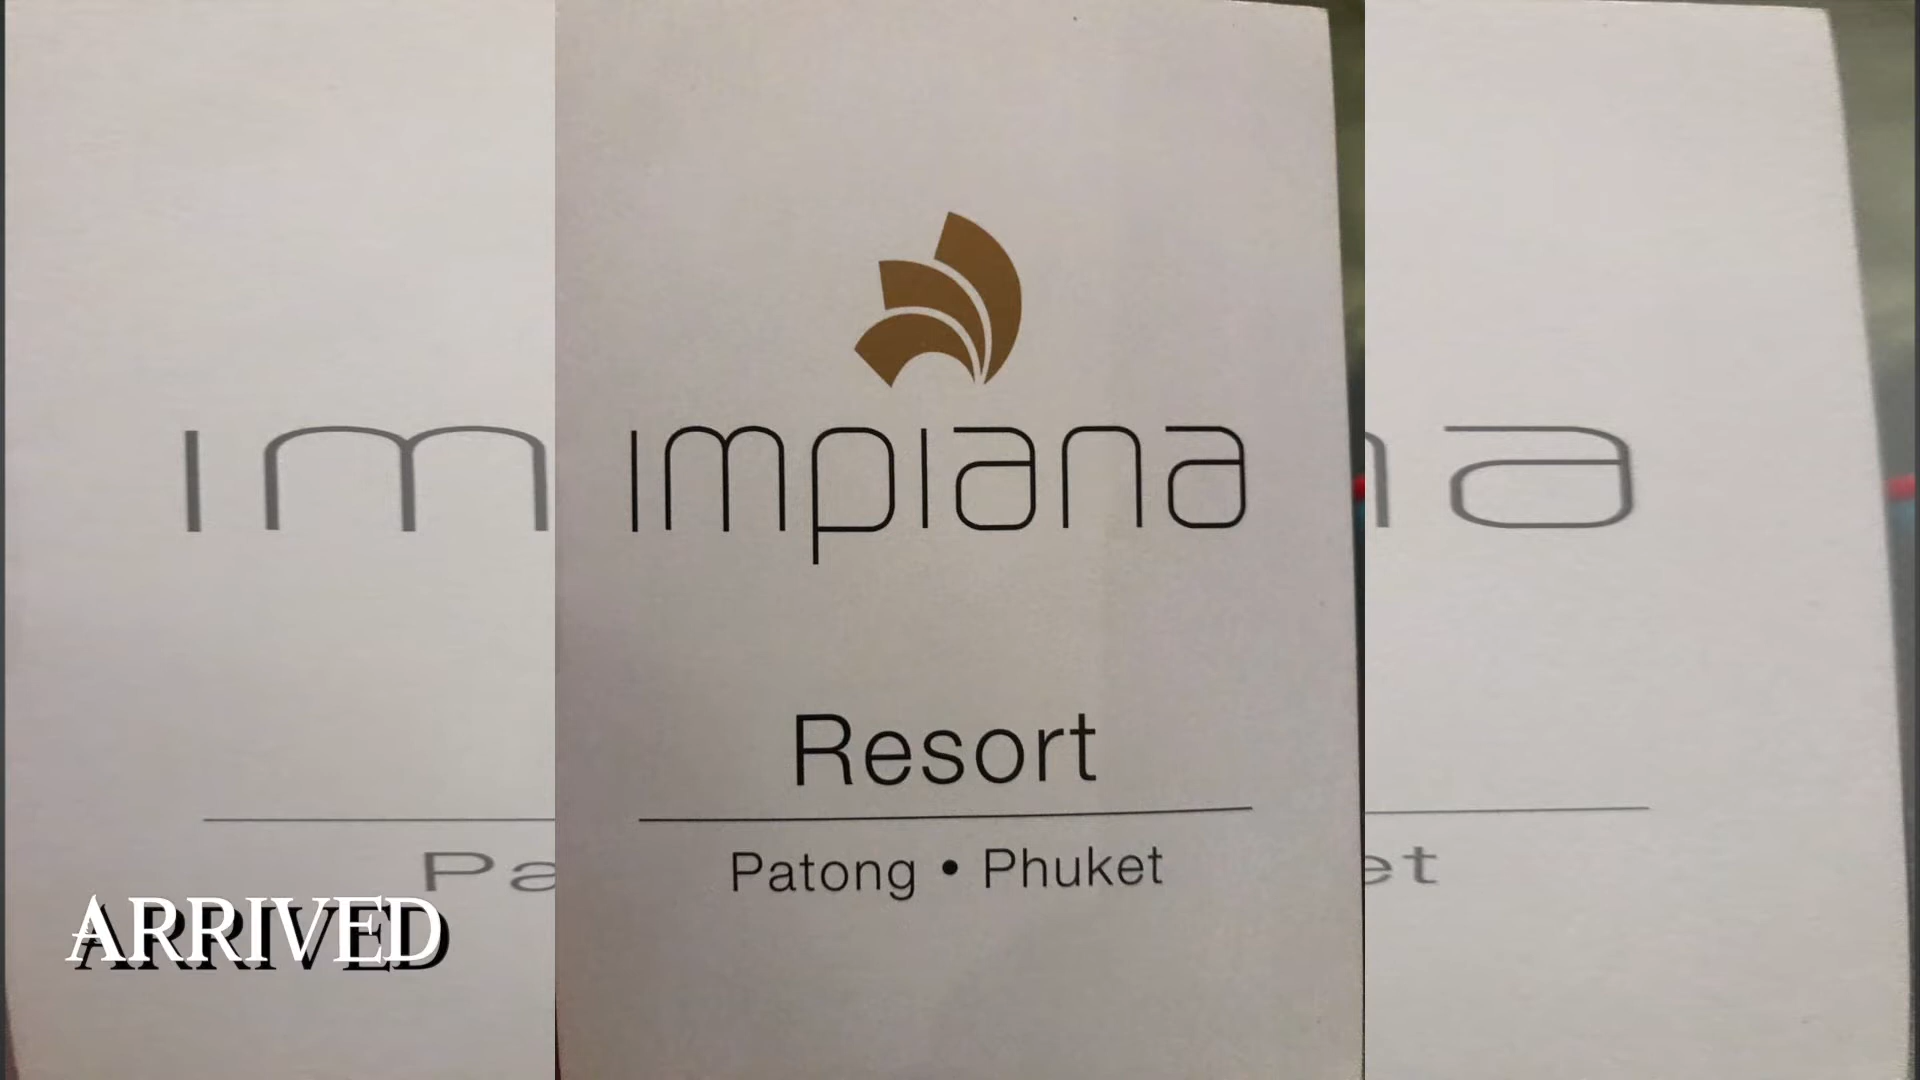 impiana
Resort
Patong • Phuket
ARRIVED